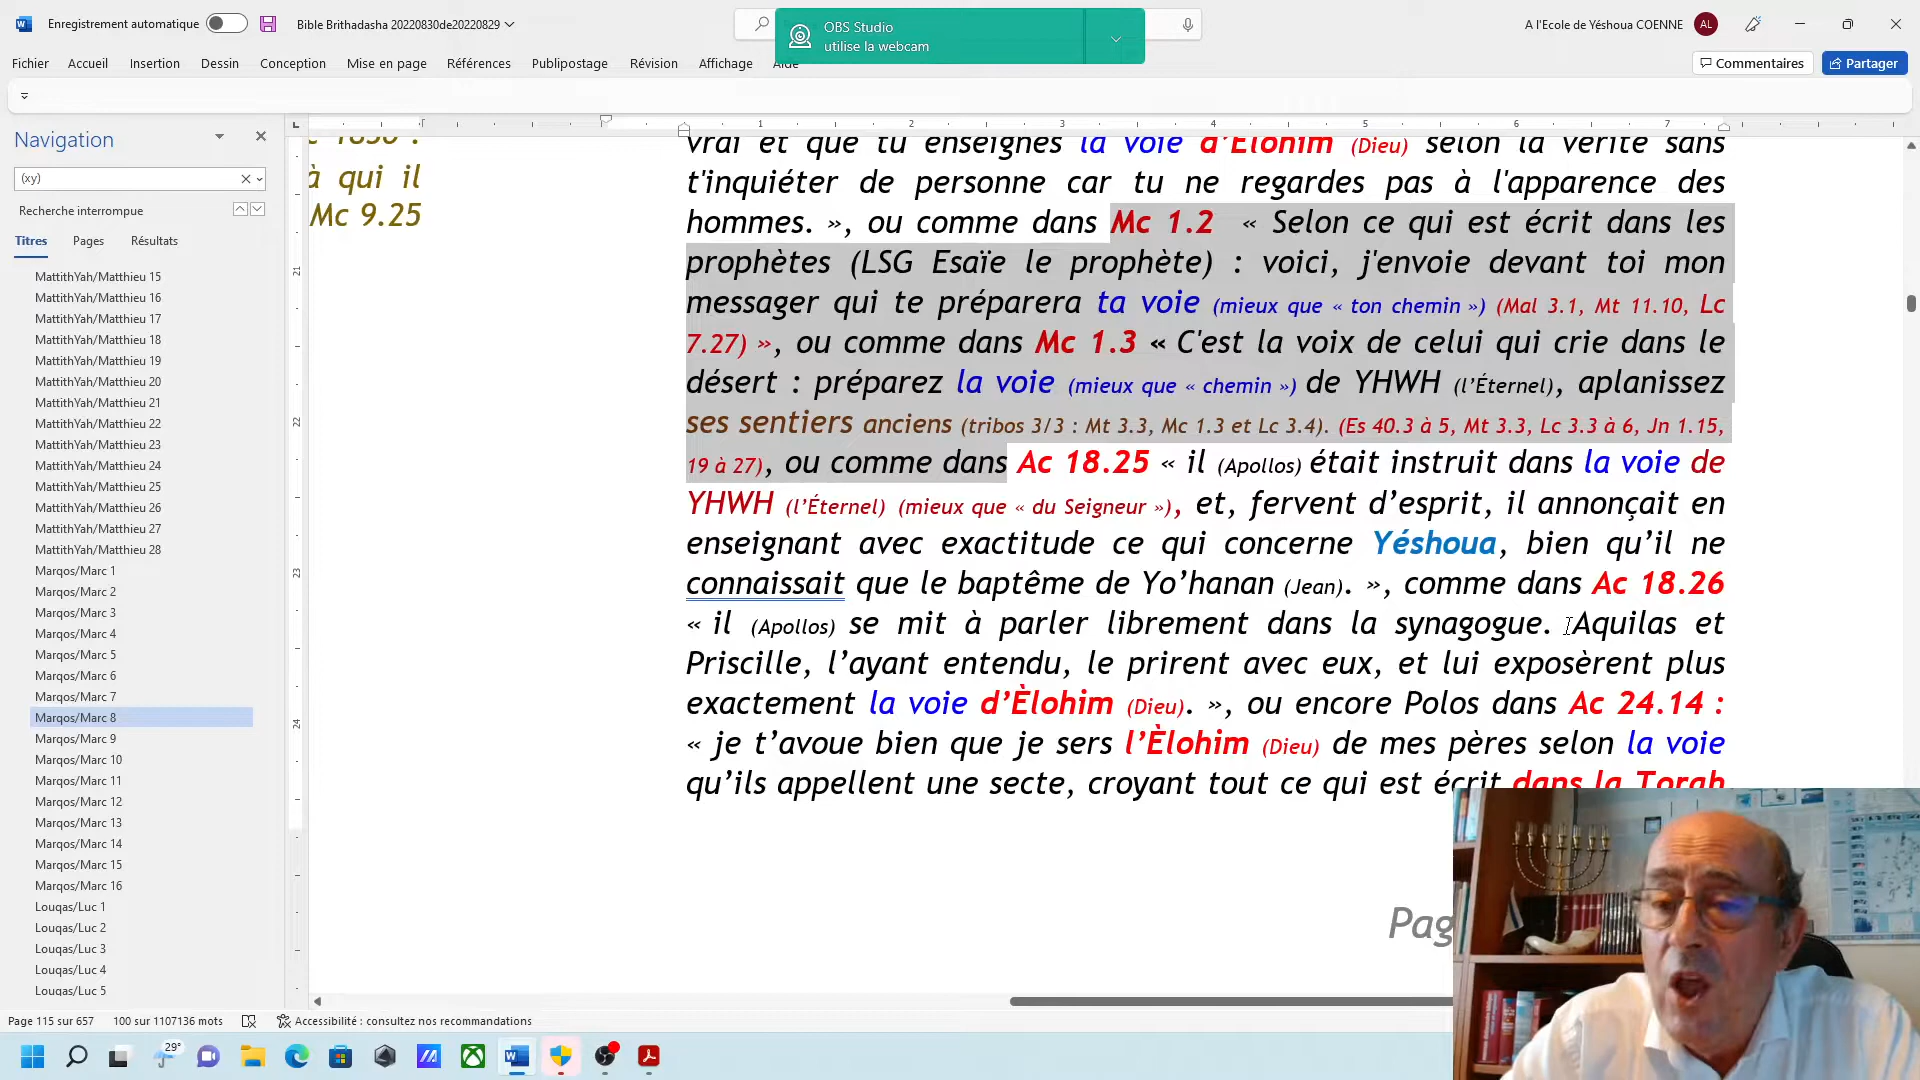 Enregistrement automatique
Bible Brithadasha 20220830de20220829
OBS Studio
utilise la webcam
A l'Ecole de Yéshoua COENNE
AL
Fichier
Accueil
Insertion
Dessin
Conception
Mise en page
Références
Publipostage
Révision
Affichage
Aide
Commentaires
Partager
Navigation
(xy)
Recherche interrompue
Titres
Pages
Résultats
MattithYah/Matthieu 15
MattithYah/Matthieu 16
MattithYah/Matthieu 17
MattithYah/Matthieu 18
MattithYah/Matthieu 19
MattithYah/Matthieu 20
MattithYah/Matthieu 21
MattithYah/Matthieu 22
MattithYah/Matthieu 23
MattithYah/Matthieu 24
MattithYah/Matthieu 25
MattithYah/Matthieu 26
MattithYah/Matthieu 27
MattithYah/Matthieu 28
Marqos/Marc 1
Marqos/Marc 2
Marqos/Marc 3
Marqos/Marc 4
Marqos/Marc 5
Marqos/Marc 6
Marqos/Marc 7
Marqos/Marc 8
Marqos/Marc 9
Marqos/Marc 10
Marqos/Marc 11
Marqos/Marc 12
Marqos/Marc 13
Marqos/Marc 14
Marqos/Marc 15
Marqos/Marc 16
Louqas/Luc 1
Louqas/Luc 2
Louqas/Luc 3
Louqas/Luc 4
Louqas/Luc 5
1 2 3 4 5 6 7
21
22
23
24
à qui il
Mc 9.25
vrai et que tu enseignes la voie d'Èlohim (Dieu) selon la vérité sans
t'inquiéter de personne car tu ne regardes pas à l'apparence des
hommes. », ou comme dans Mc 1.2 « Selon ce qui est écrit dans les
prophètes (LSG Esaïe le prophète) : voici, j'envoie devant toi mon
messager qui te préparera ta voie (mieux que « ton chemin ») (Mal 3.1, Mt 11.10, Lc
7.27) », ou comme dans Mc 1.3 « C'est la voix de celui qui crie dans le
désert : préparez la voie (mieux que « chemin ») de YHWH (l’Éternel), aplanissez
ses sentiers anciens (tribos 3/3 : Mt 3.3, Mc 1.3 et Lc 3.4). (Es 40.3 à 5, Mt 3.3, Lc 3.3 à 6, Jn 1.15,
19 à 27), ou comme dans Ac 18.25 « il (Apollos) était instruit dans la voie de
YHWH (l’Éternel) (mieux que « du Seigneur »), et, fervent d’esprit, il annonçait en
enseignant avec exactitude ce qui concerne Yéshoua, bien qu’il ne
connaissait que le baptême de Yo’hanan (Jean). », comme dans Ac 18.26
« il (Apollos) se mit à parler librement dans la synagogue. Aquilas et
Priscille, l’ayant entendu, le prirent avec eux, et lui exposèrent plus
exactement la voie d’Èlohim (Dieu). », ou encore Polos dans Ac 24.14 :
« je t’avoue bien que je sers l’Èlohim (Dieu) de mes pères selon la voie
qu’ils appellent une secte, croyant tout ce qui est écrit dans la Torah
Pag
Page 115 sur 657
100 sur 1107136 mots
Accessibilité : consultez nos recommandations
29°